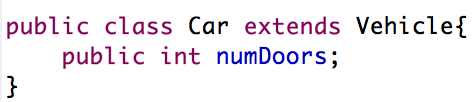 public class Car extends Vehicle{
    public int numDoors;
}